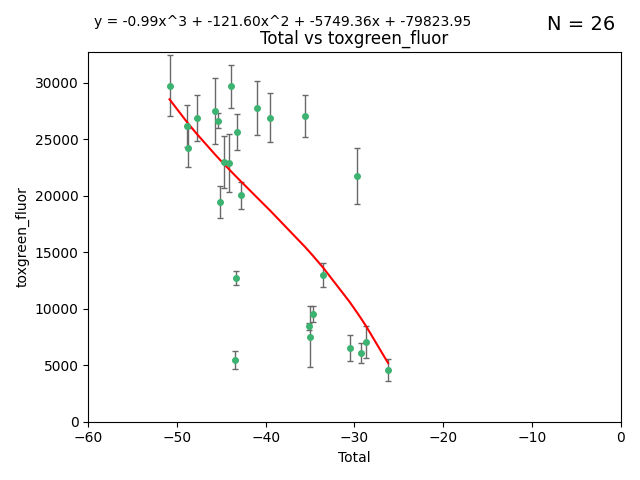 y = -0.99x^3 + -121.60x^2 + -5749.36x + -79823.95
N = 26
Total vs toxgreen_fluor
30000
25000
20000
15000
10000
5000
0
toxgreen_fluor
−60
−50
−40
−30
−20
−10
0
Total